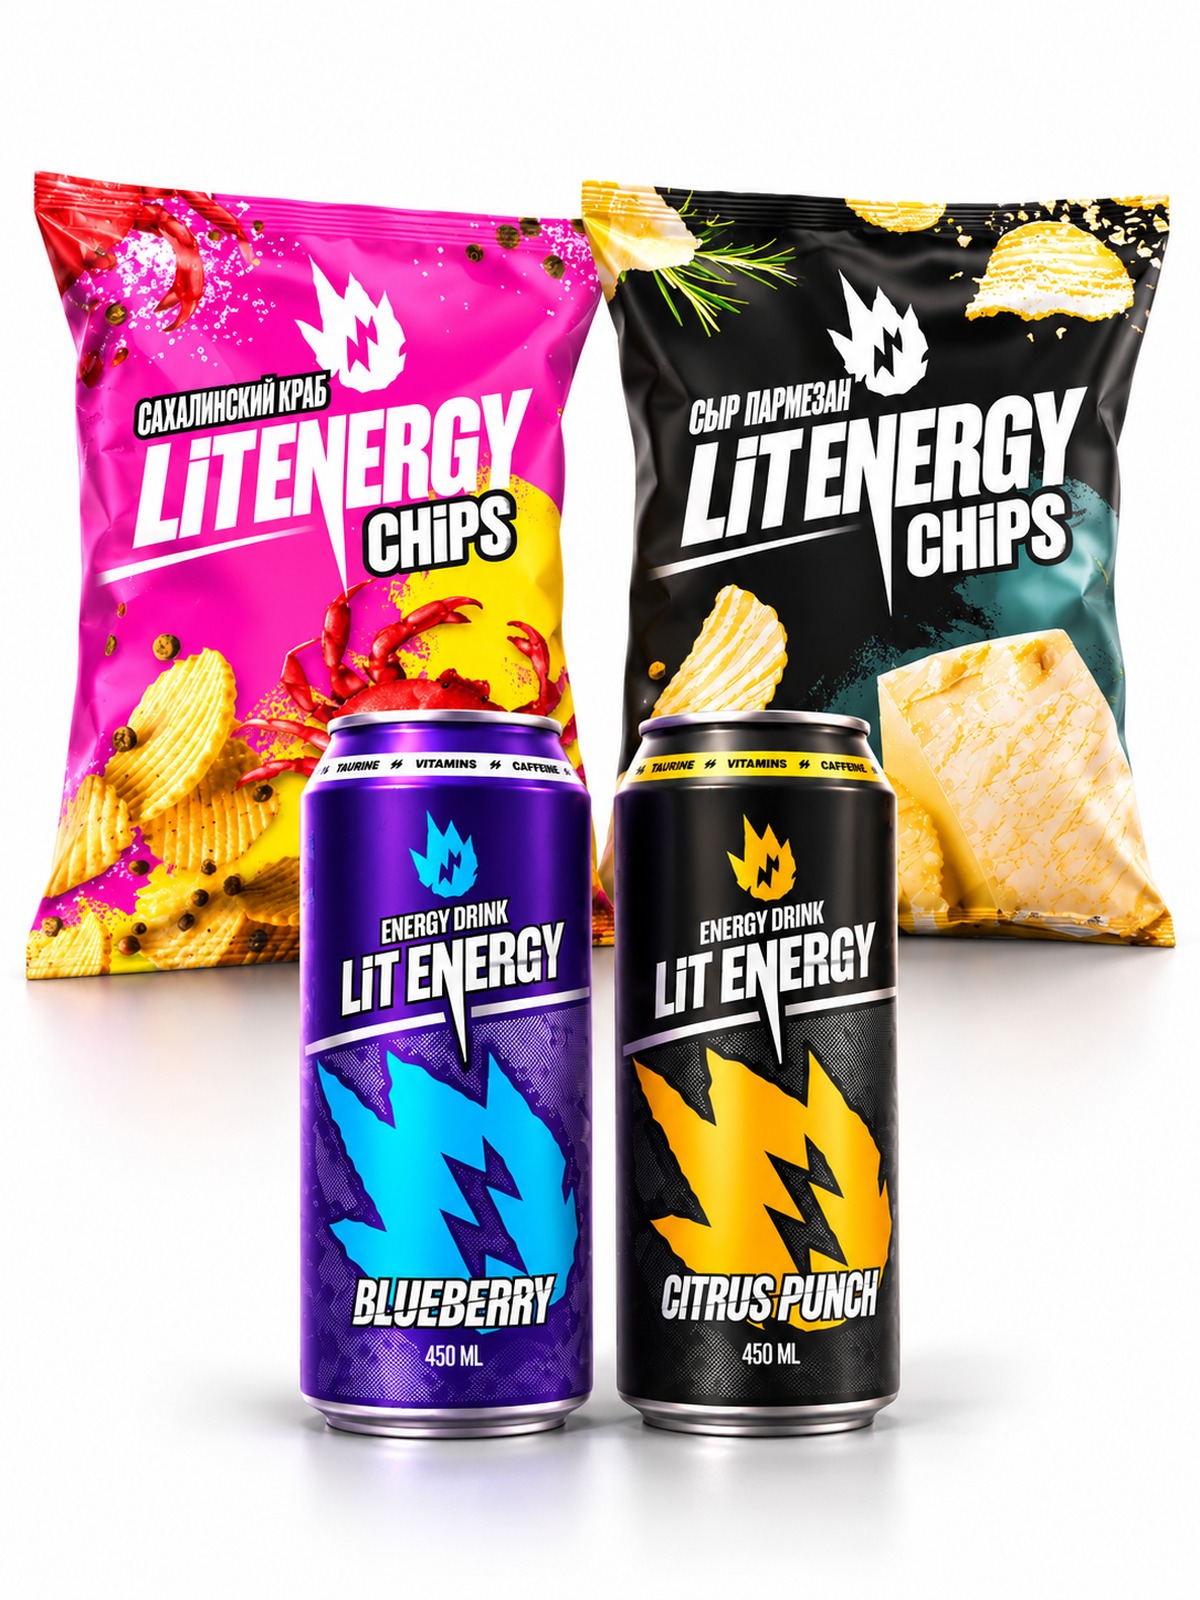 САХАЛИНСКИЙ КРАБ
LiTENERGY
CHiPS
СЫР ПАРМЕЗАН
LiTENERGY
CHiPS
TAURINE VITAMINS CAFFEINE
ENERGY DRINK
LiT ENERGY
BLUEBERRY
450 ML
TAURINE VITAMINS CAFFEINE
ENERGY DRINK
LiT ENERGY
CITRUS PUNCH
450 ML